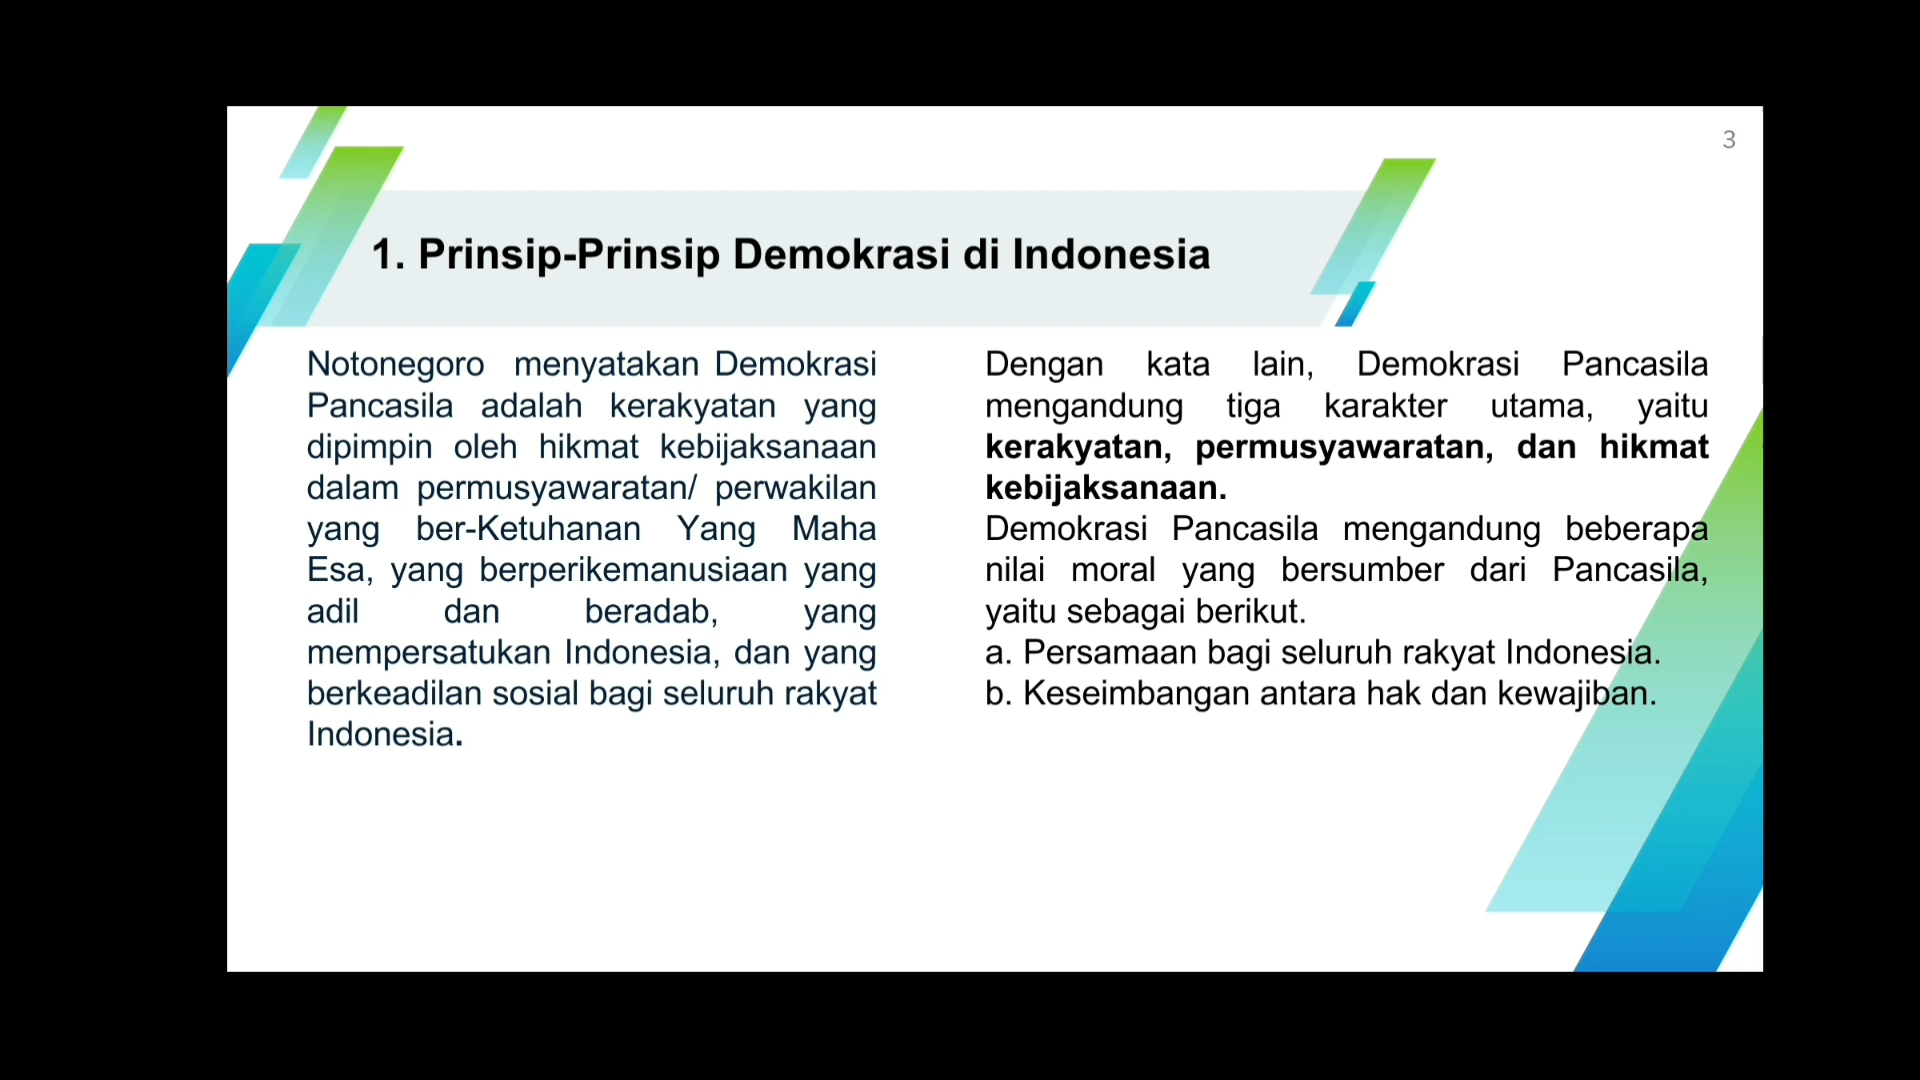 3
1. Prinsip-Prinsip Demokrasi di Indonesia
Notonegoro menyatakan Demokrasi
Pancasila adalah kerakyatan yang
dipimpin oleh hikmat kebijaksanaan
dalam permusyawaratan/ perwakilan
yang ber-Ketuhanan Yang Maha
Esa, yang berperikemanusiaan yang
adil dan beradab, yang
mempersatukan Indonesia, dan yang
berkeadilan sosial bagi seluruh rakyat
Indonesia.
Dengan kata lain, Demokrasi Pancasila
mengandung tiga karakter utama, yaitu
kerakyatan, permusyawaratan, dan hikmat
kebijaksanaan.
Demokrasi Pancasila mengandung beberapa
nilai moral yang bersumber dari Pancasila,
yaitu sebagai berikut.
a. Persamaan bagi seluruh rakyat Indonesia.
b. Keseimbangan antara hak dan kewajiban.